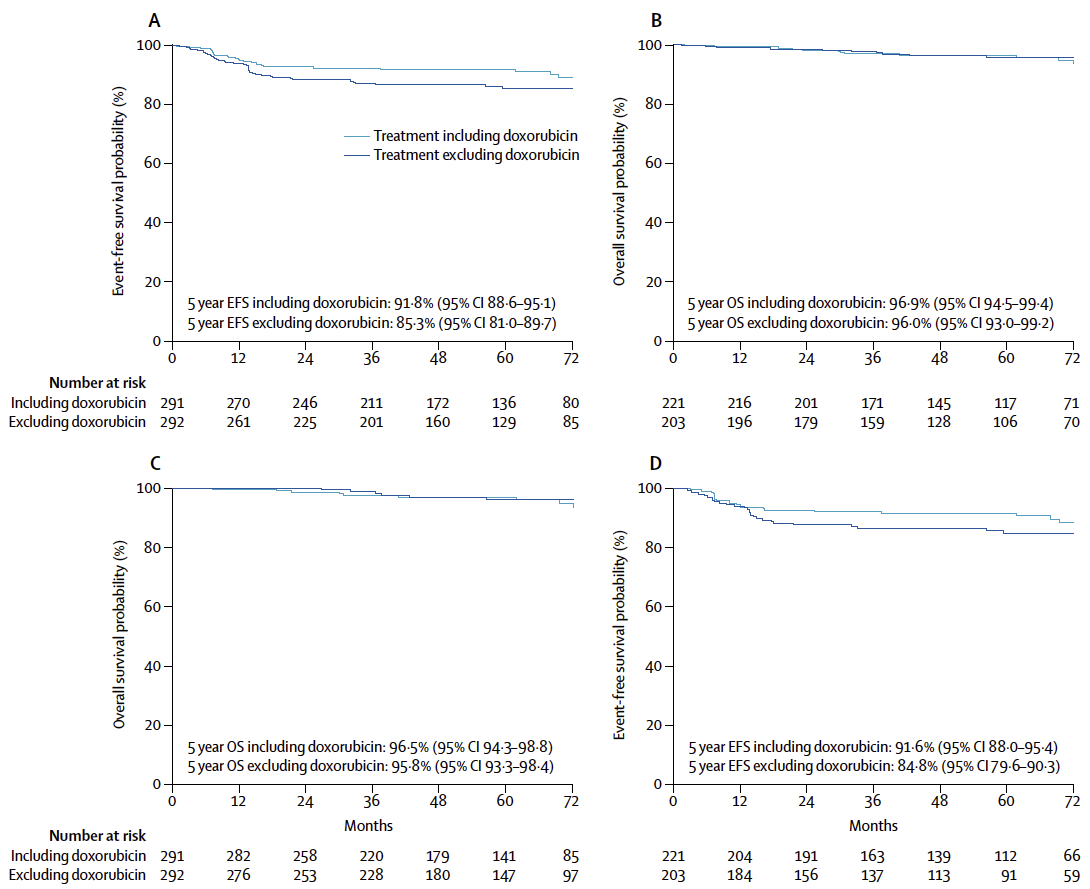 A
Event-free survival probability (%)
100
80
60
40
20
0
Treatment including doxorubicin
Treatment excluding doxorubicin
5 year EFS including doxorubicin: 91·8% (95% CI 88·6–95·1)
5 year EFS excluding doxorubicin: 85·3% (95% CI 81·0–89·7)
0 12 24 36 48 60 72
Number at risk
Including doxorubicin 291 270 246 211 172 136 80
Excluding doxorubicin 292 261 225 201 160 129 85
B
Overall survival probability (%)
100
80
60
40
20
0
5 year OS including doxorubicin: 96·9% (95% CI 94·5–99·4)
5 year OS excluding doxorubicin: 96·0% (95% CI 93·0–99·2)
0 12 24 36 48 60 72
221 216 201 171 145 117 71
203 196 179 159 128 106 70
C
Overall survival probability (%)
100
80
60
40
20
0
5 year OS including doxorubicin: 96·5% (95% CI 94·3–98·8)
5 year OS excluding doxorubicin: 95·8% (95% CI 93·3–98·4)
0 12 24 36 48 60 72
Months
Number at risk
Including doxorubicin 291 282 258 220 179 141 85
Excluding doxorubicin 292 276 253 228 180 147 97
D
Event-free survival probability (%)
100
80
60
40
20
0
5 year EFS including doxorubicin: 91·6% (95% CI 88·0–95·4)
5 year EFS excluding doxorubicin: 84·8% (95% CI 79·6–90·3)
0 12 24 36 48 60 72
Months
221 204 191 163 139 112 66
203 184 156 137 113 91 59